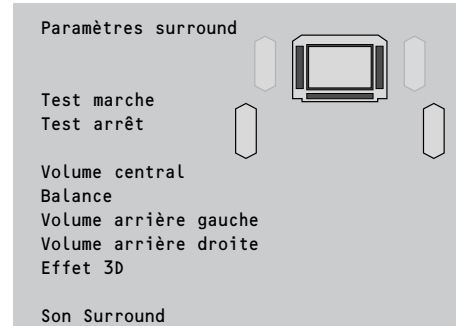 Paramètres surround
Test marche
Test arrêt
Volume central
Balance
Volume arrière gauche
Volume arrière droite
Effet 3D
Son Surround